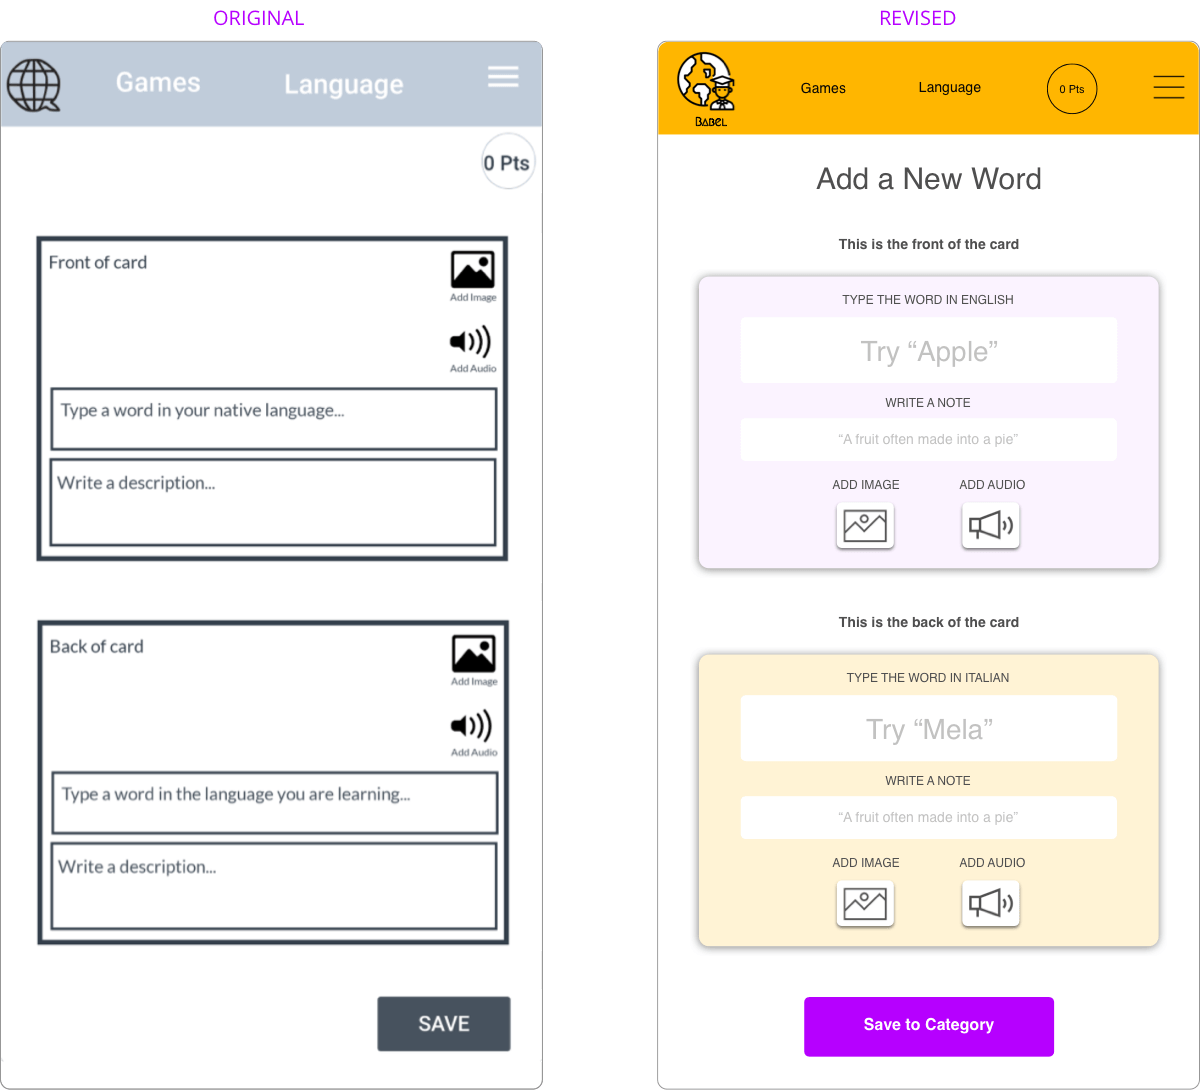 ORIGINAL
Games
Language
0 Pts
Front of card
Add Image
Add Audio
Type a word in your native language...
Write a description...
Back of card
Add Image
Add Audio
Type a word in the language you are learning...
Write a description...
SAVE
REVISED
BABEL
Games
Language
0 Pts
Add a New Word
This is the front of the card
TYPE THE WORD IN ENGLISH
Try “Apple”
WRITE A NOTE
“A fruit often made into a pie”
ADD IMAGE ADD AUDIO
This is the back of the card
TYPE THE WORD IN ITALIAN
Try “Mela”
WRITE A NOTE
“A fruit often made into a pie”
ADD IMAGE ADD AUDIO
Save to Category